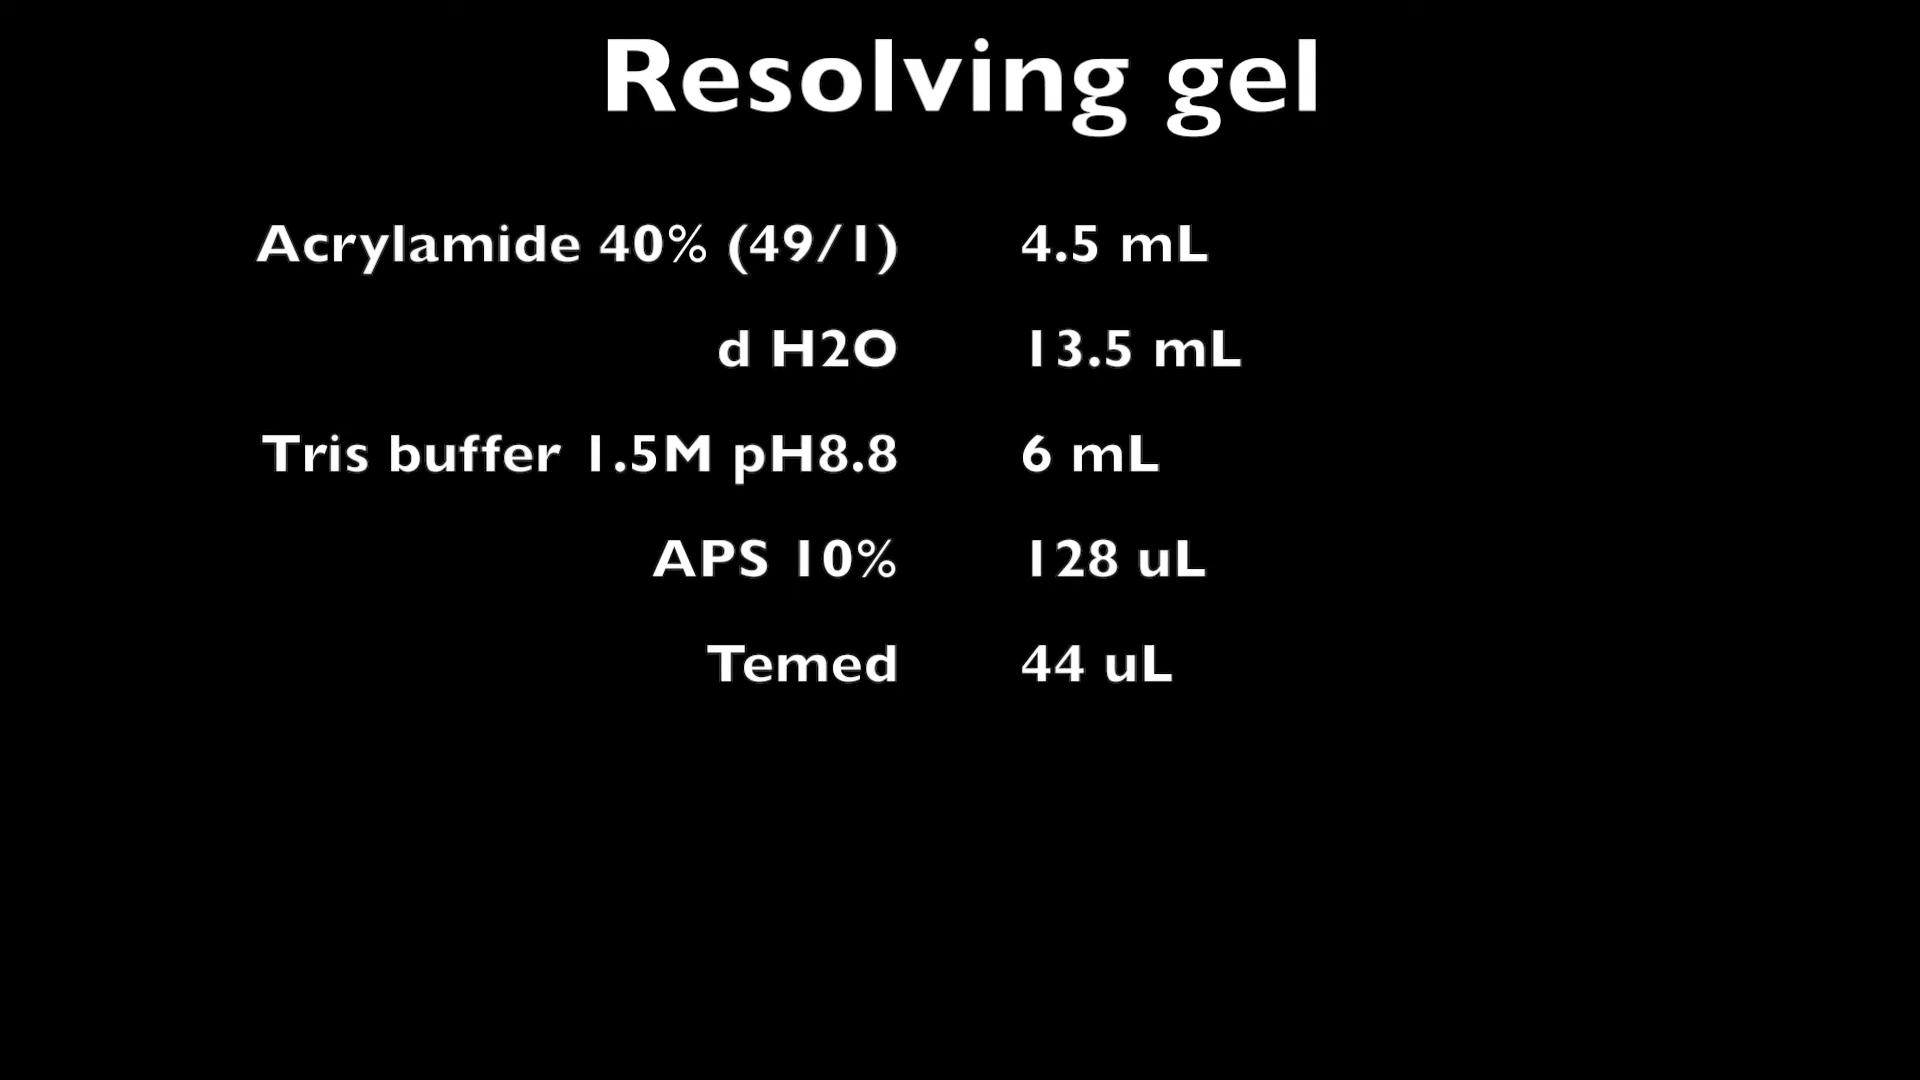 Resolving gel
Acrylamide 40% (49/1) 4.5 mL
d H2O 13.5 mL
Tris buffer 1.5M pH8.8 6 mL
APS 10% 128 uL
Temed 44 uL